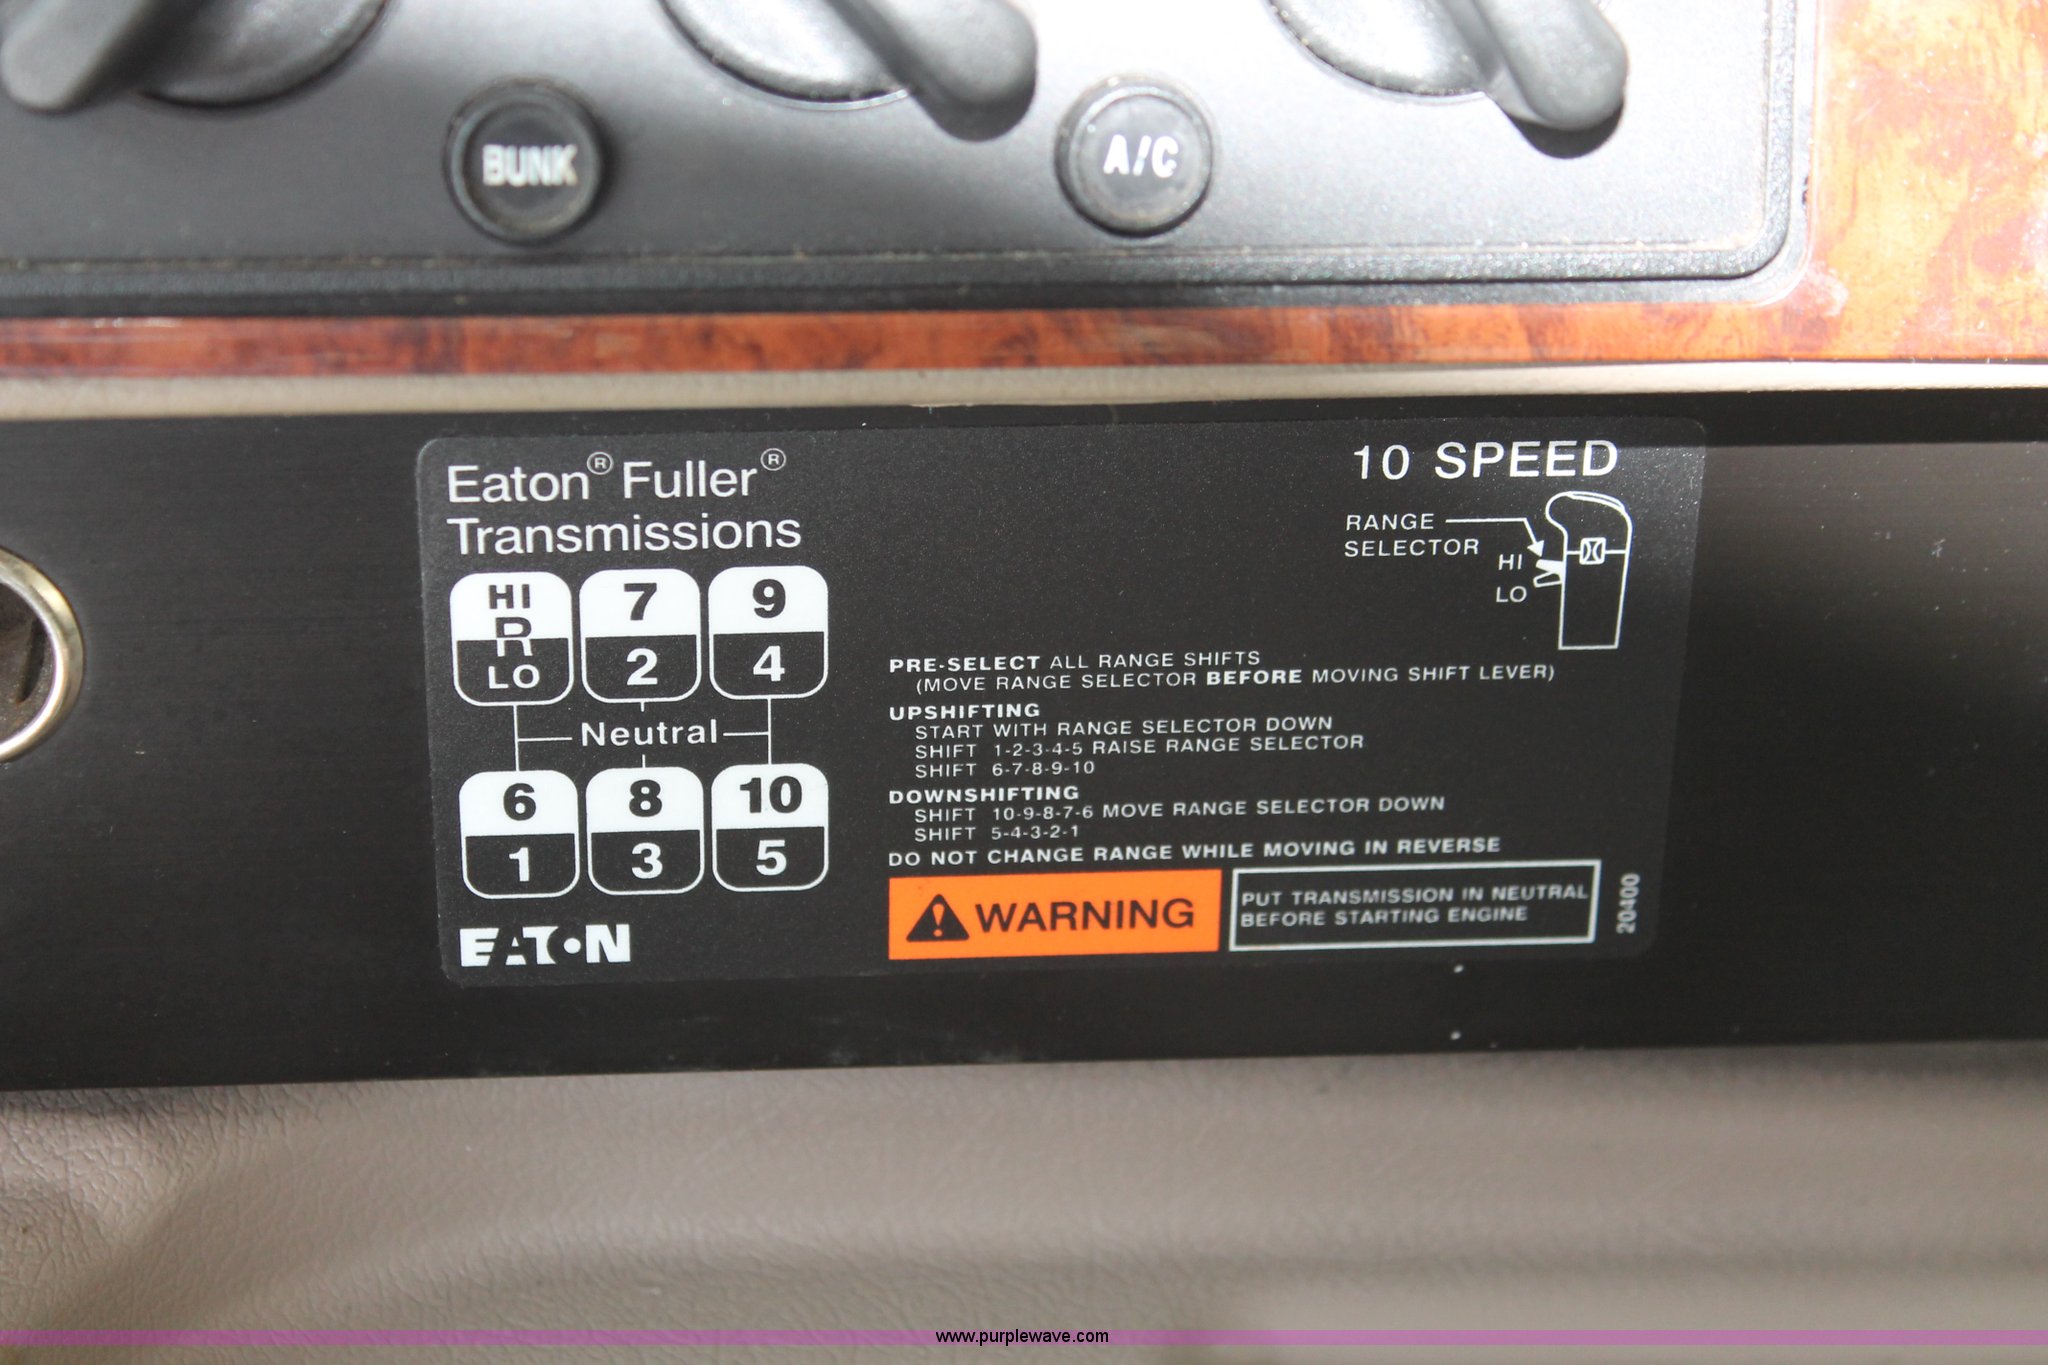 BUNK
A/C
Eaton® Fuller®
Transmissions
10 SPEED
RANGE
SELECTOR
HI
LO
HI 7 9
R
LO 2 4
Neutral
6 8 10
1 3 5
EATON
PRE-SELECT ALL RANGE SHIFTS
(MOVE RANGE SELECTOR BEFORE MOVING SHIFT LEVER)
UPSHIFTING
START WITH RANGE SELECTOR DOWN
SHIFT 1-2-3-4-5 RAISE RANGE SELECTOR
SHIFT 6-7-8-9-10
DOWNSHIFTING
SHIFT 10-9-8-7-6 MOVE RANGE SELECTOR DOWN
SHIFT 5-4-3-2-1
DO NOT CHANGE RANGE WHILE MOVING IN REVERSE
WARNING
PUT TRANSMISSION IN NEUTRAL
BEFORE STARTING ENGINE
20400
www.purplewave.com